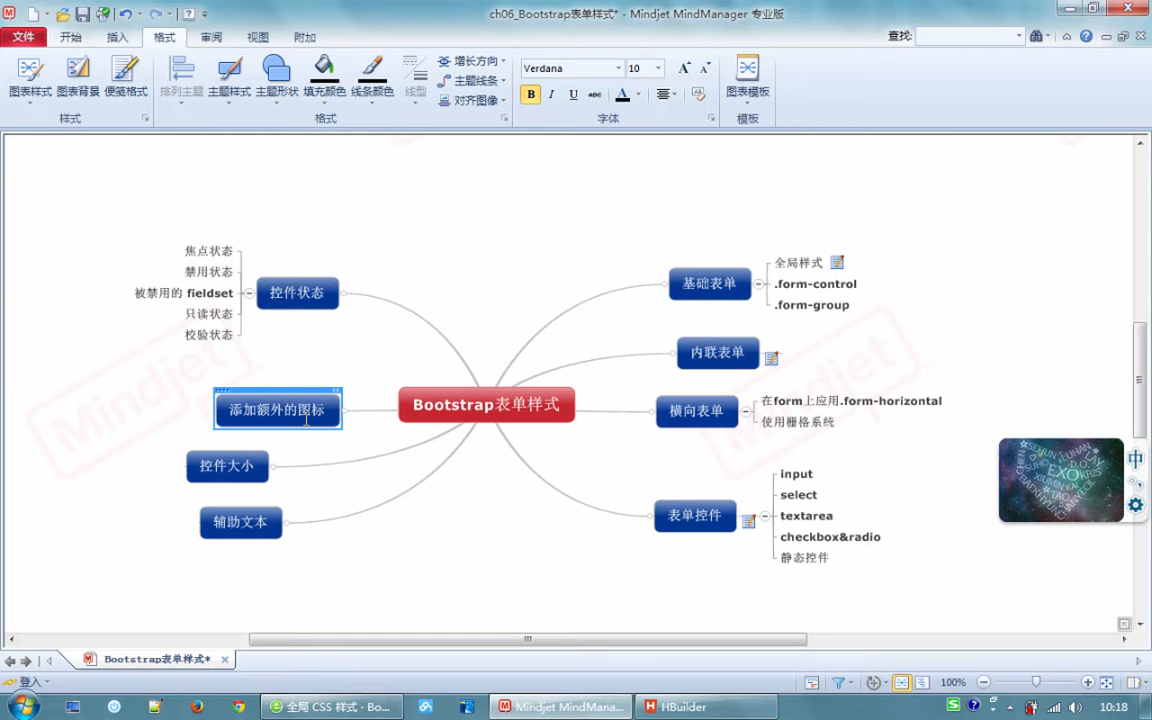 ch06_Bootstrap表单样式* - Mindjet MindManager 专业版
文件 开始 插入 格式 审阅 视图 附加
查找:
图表样式 图表背景 便笺格式
样式
排列主题 主题样式 主题形状 填充颜色 线条颜色 线型
增长方向
主题线条
对齐图像
格式
Verdana 10
B I U abc A
字体
图表模板
模板
焦点状态
禁用状态
被禁用的 fieldset
只读状态
校验状态
控件状态
添加额外的图标
控件大小
辅助文本
Bootstrap表单样式
基础表单
全局样式
.form-control
.form-group
内联表单
横向表单
在form上应用.form-horizontal
使用栅格系统
表单控件
input
select
textarea
checkbox&radio
静态控件
Mindjet
Mindjet
中
EXO
Bootstrap表单样式*
登入
100%
全局 CSS 样式 · Bo...
Mindjet MindMana...
HBuilder
10:18